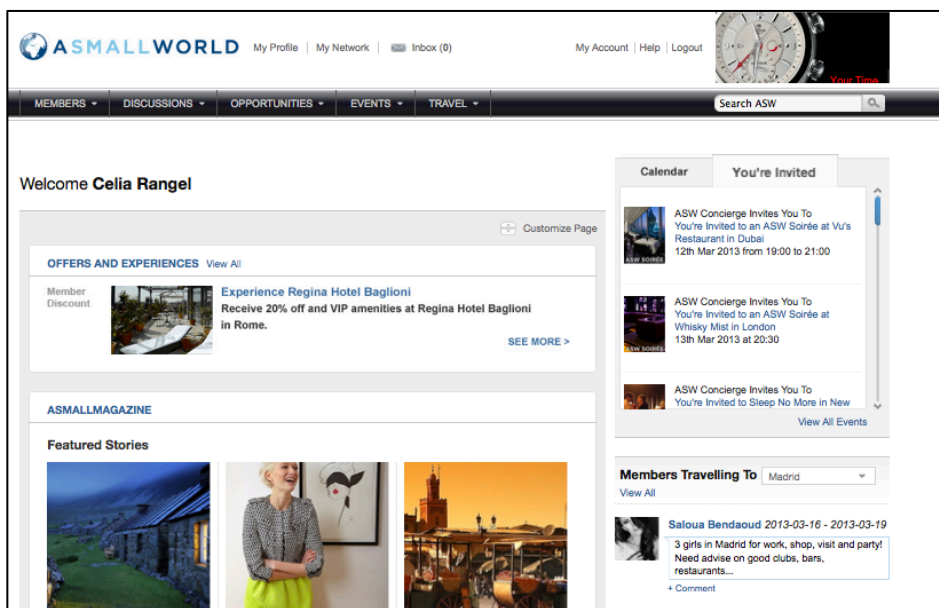 ASMALLWORLD
My Profile | My Network | Inbox (0)
My Account | Help | Logout
Your Time
MEMBERS
DISCUSSIONS
OPPORTUNITIES
EVENTS
TRAVEL
Search ASW
Welcome Celia Rangel
Customize Page
OFFERS AND EXPERIENCES View All
Member
Discount
Experience Regina Hotel Baglioni
Receive 20% off and VIP amenities at Regina Hotel Baglioni
in Rome.
SEE MORE >
ASMALLMAGAZINE
Featured Stories
Calendar
You're Invited
ASW Concierge Invites You To
You're Invited to an ASW Soirée at Vu's
Restaurant in Dubai
12th Mar 2013 from 19:00 to 21:00
ASW SOIRÉE
ASW Concierge Invites You To
You're Invited to an ASW Soirée at
Whisky Mist in London
13th Mar 2013 at 20:30
ASW SOIRÉE
ASW Concierge Invites You To
You're Invited to Sleep No More in New
View All Events
Members Travelling To Madrid
View All
Saloua Bendaoud 2013-03-16 - 2013-03-19
3 girls in Madrid for work, shop, visit and party!
Need advise on good clubs, bars,
restaurants...
+ Comment